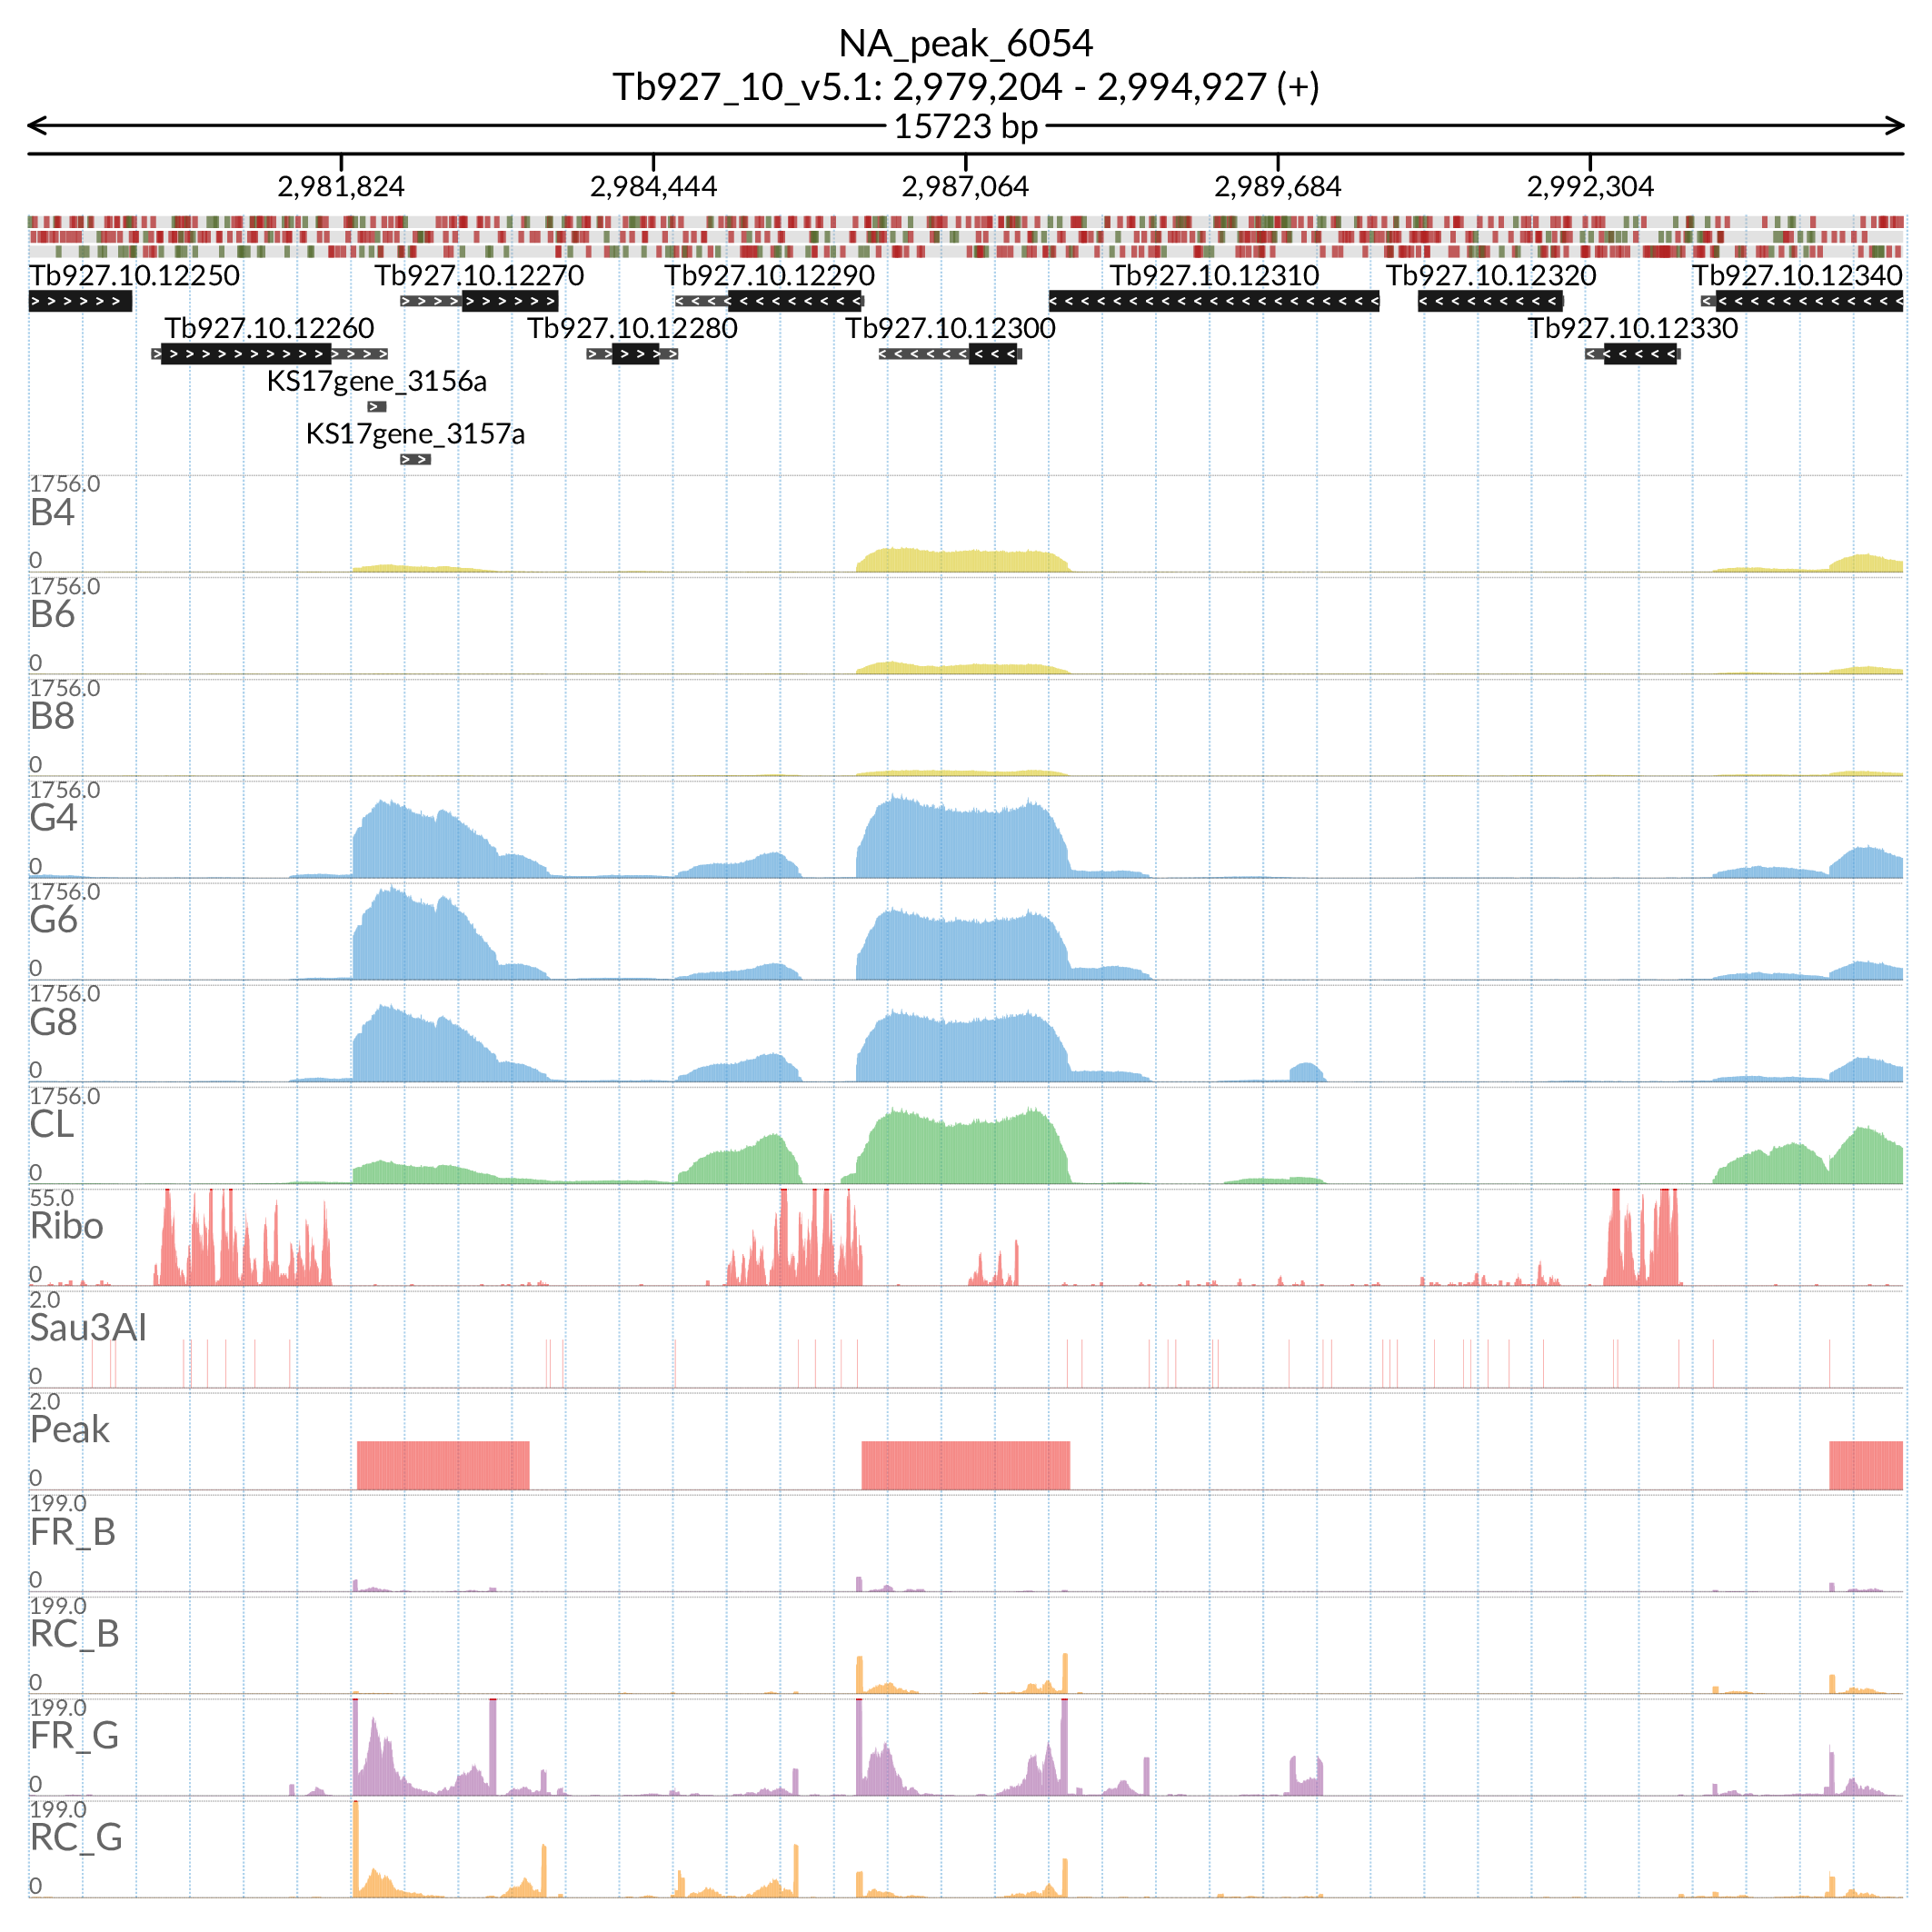 NA_peak_6054
Tb927_10_v5.1: 2,979,204 - 2,994,927 (+)
15723 bp
2,981,824 2,984,444 2,987,064 2,989,684 2,992,304
Tb927.10.12250 Tb927.10.12270 Tb927.10.12290 Tb927.10.12310 Tb927.10.12320 Tb927.10.12340
Tb927.10.12260 Tb927.10.12280 Tb927.10.12300 Tb927.10.12330
KS17gene_3156a
KS17gene_3157a
1756.0
B4
0
1756.0
B6
0
1756.0
B8
0
1756.0
G4
0
1756.0
G6
0
1756.0
G8
0
1756.0
CL
0
55.0
Ribo
0
2.0
Sau3AI
0
2.0
Peak
0
199.0
FR_B
0
199.0
RC_B
0
199.0
FR_G
0
199.0
RC_G
0